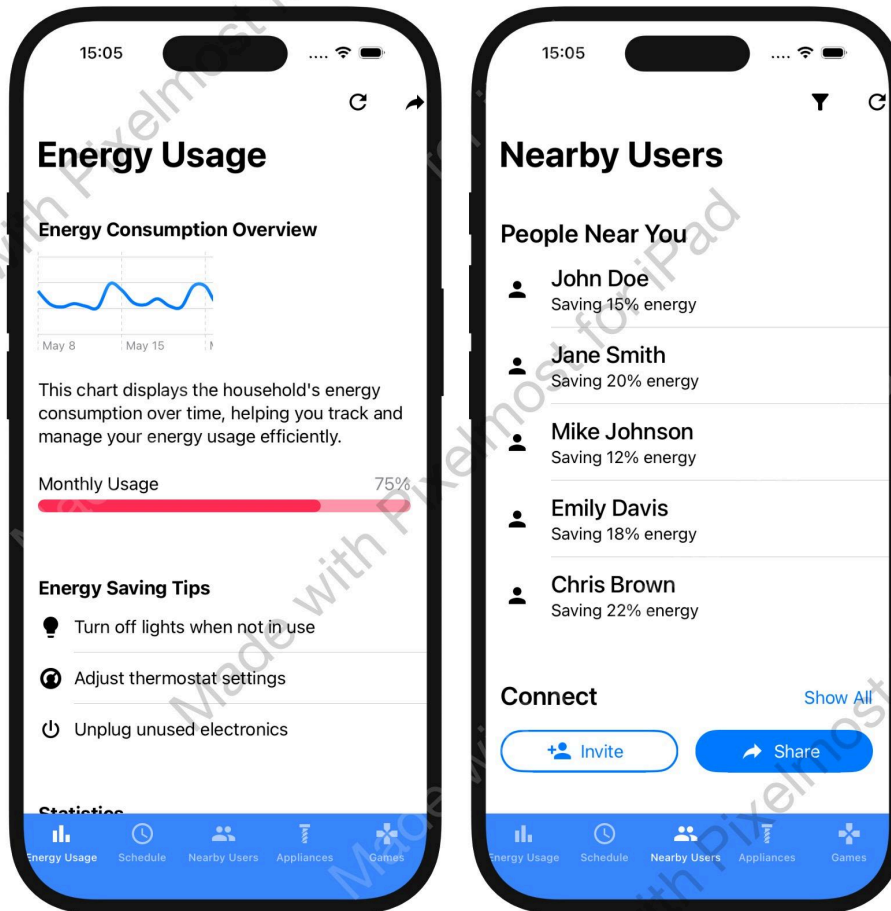 15:05
Energy Usage
Energy Consumption Overview
May 8
May 15
This chart displays the household's energy
consumption over time, helping you track and
manage your energy usage efficiently.
Monthly Usage 75%
Energy Saving Tips
Turn off lights when not in use
Adjust thermostat settings
Unplug unused electronics
Statistics
Energy Usage Schedule Nearby Users Appliances Games
15:05
Nearby Users
People Near You
John Doe
Saving 15% energy
Jane Smith
Saving 20% energy
Mike Johnson
Saving 12% energy
Emily Davis
Saving 18% energy
Chris Brown
Saving 22% energy
Connect Show All
Invite Share
Energy Usage Schedule Nearby Users Appliances Games
Made with Pixelmost for iPad